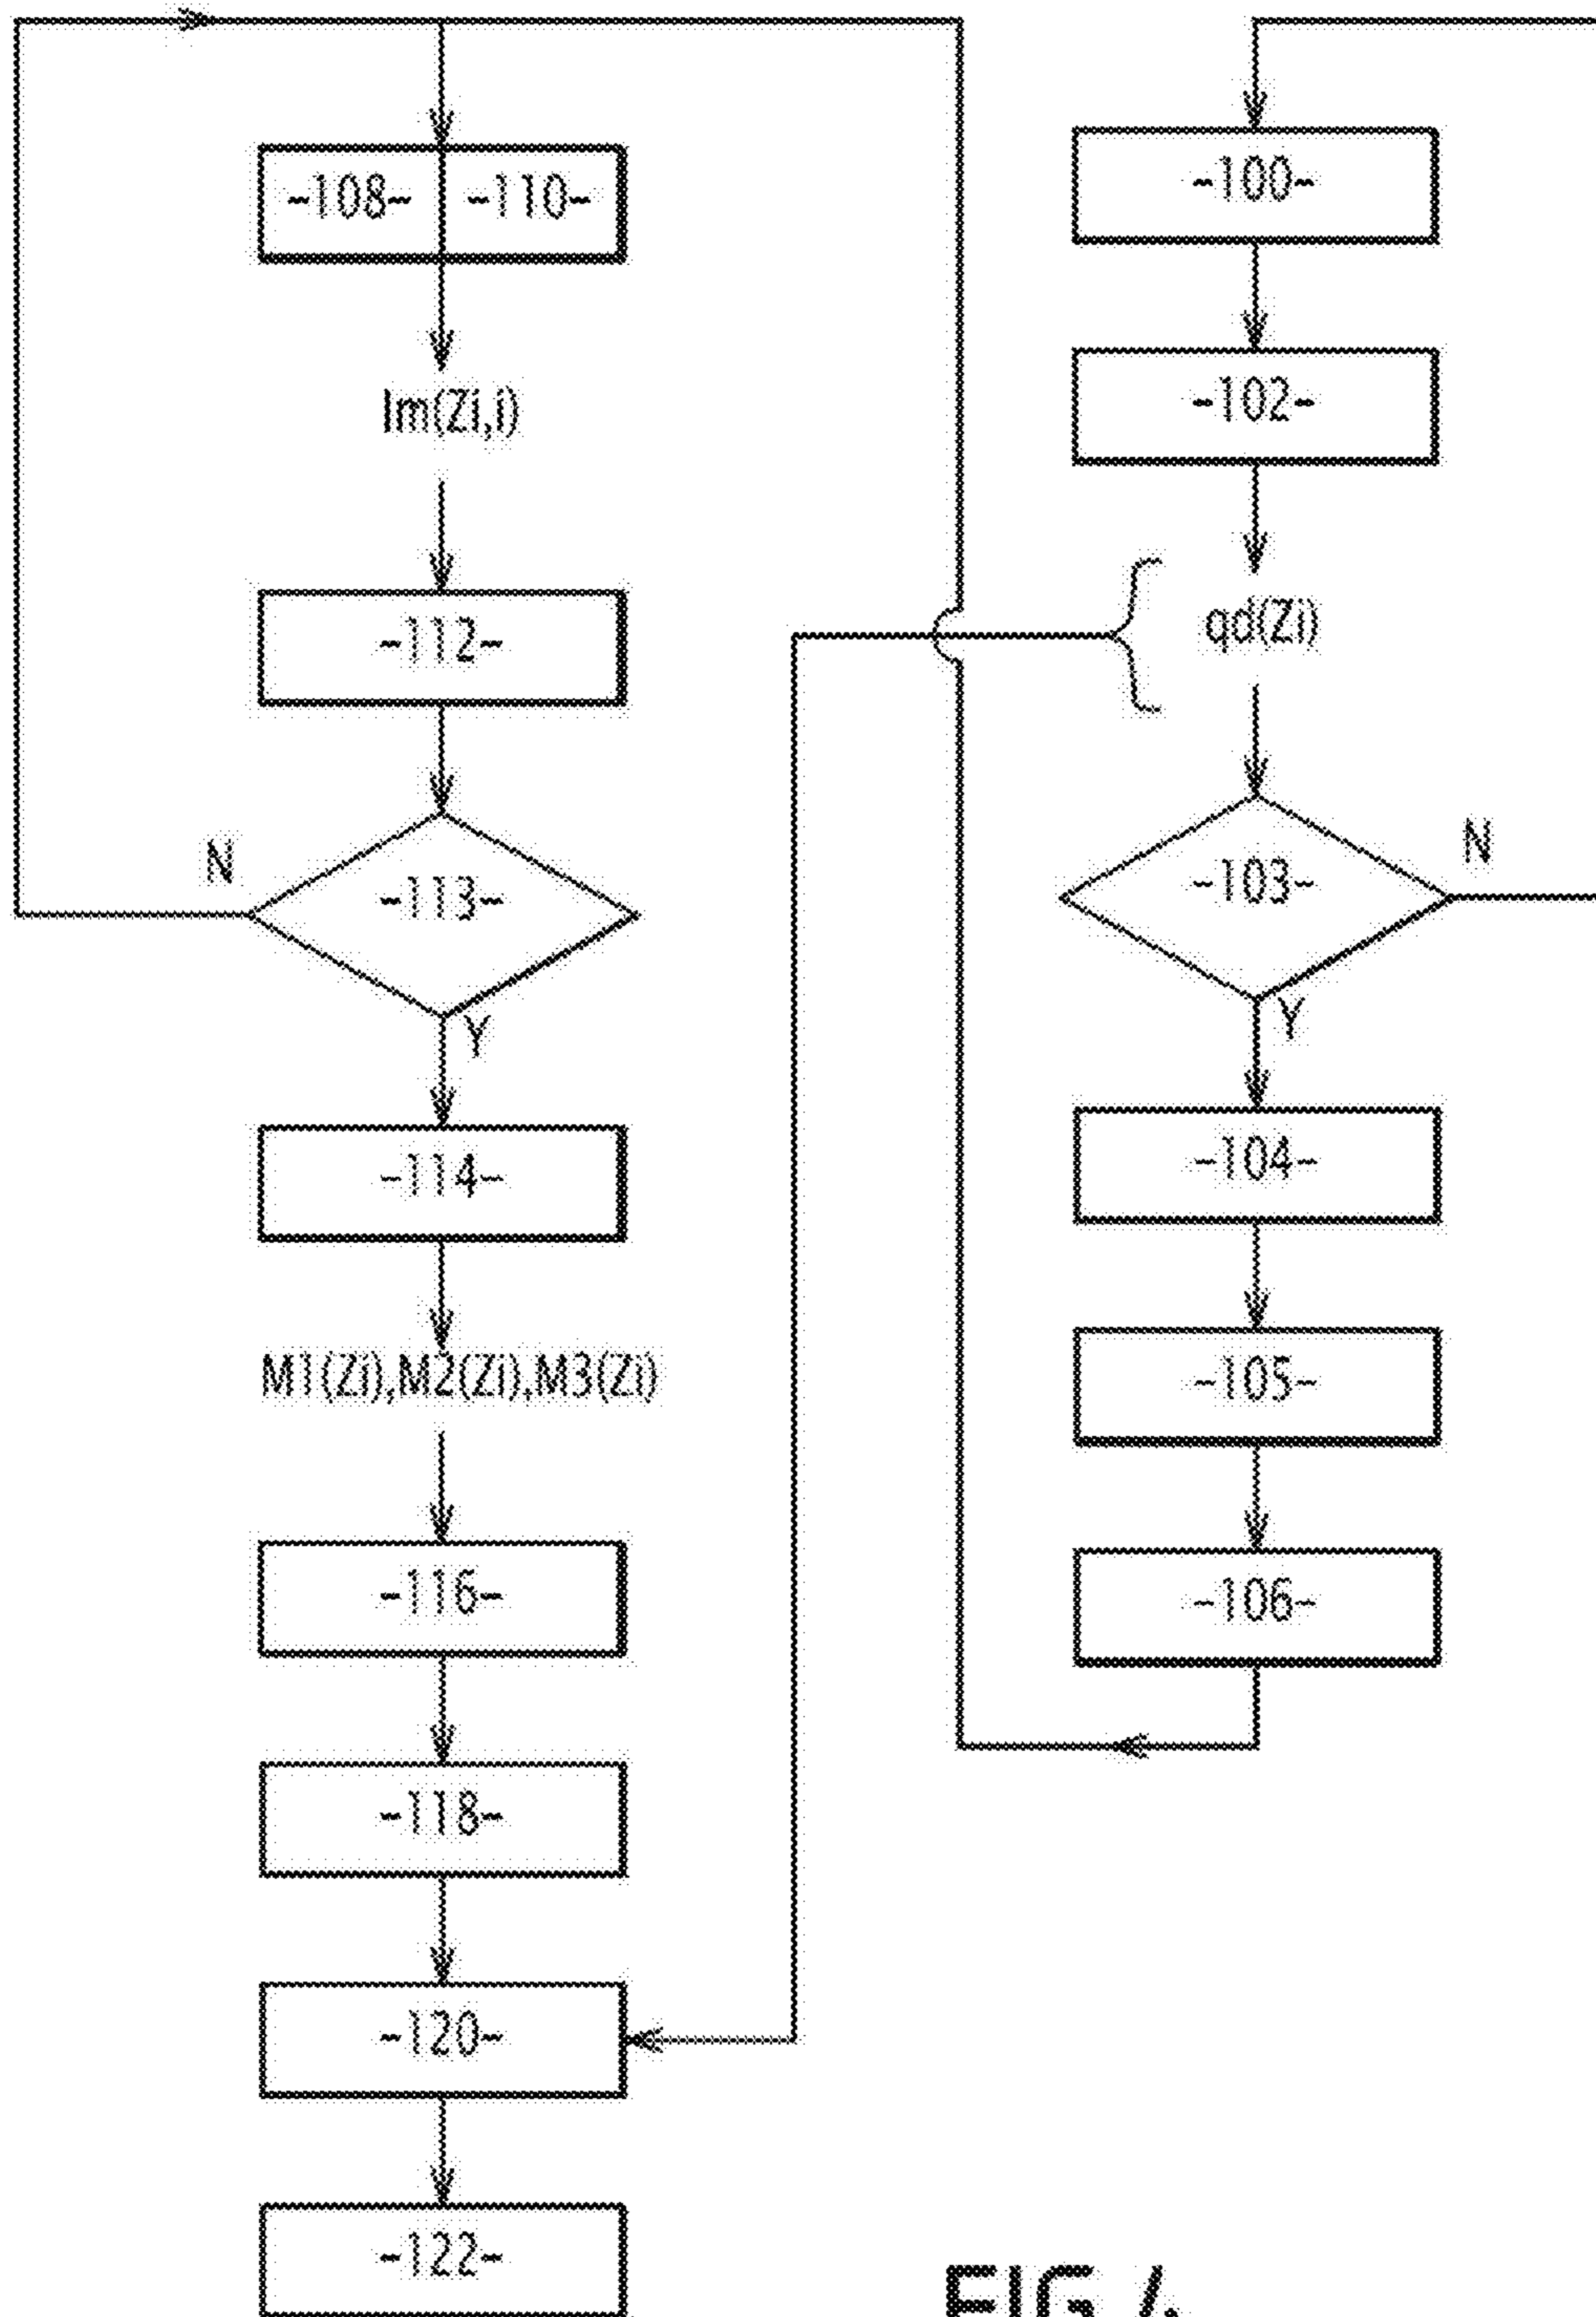 -108- -110-
Im(Zi,i)
-112-
N
-113-
Y
-114-
M1(Zi),M2(Zi),M3(Zi)
-116-
-118-
-120-
-122-
-100-
-102-
qd(Zi)
N
-103-
Y
-104-
-105-
-106-
FIG.4